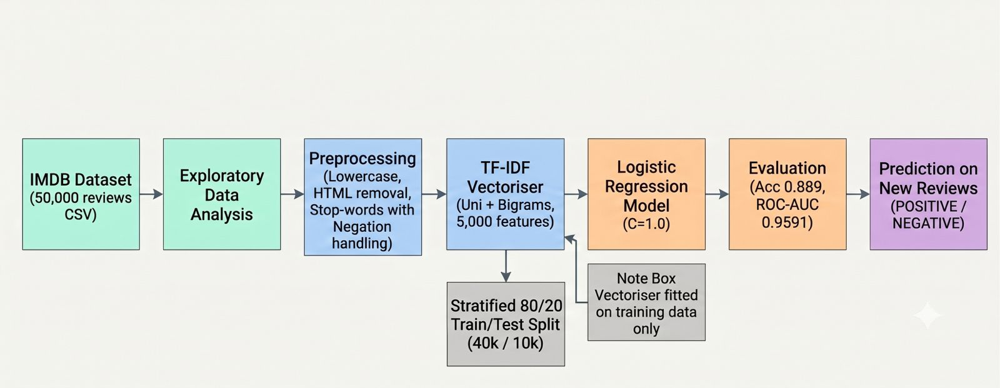 IMDB Dataset
(50,000 reviews
CSV)
Exploratory
Data
Analysis
Preprocessing
(Lowercase,
HTML removal,
Stop-words with
Negation
handling)
TF-IDF
Vectoriser
(Uni + Bigrams,
5,000 features)
Logistic
Regression
Model
(C=1.0)
Evaluation
(Acc 0.889,
ROC-AUC
0.9591)
Prediction on
New Reviews
(POSITIVE /
NEGATIVE)
Stratified 80/20
Train/Test Split
(40k / 10k)
Note Box
Vectoriser fitted
on training data
only